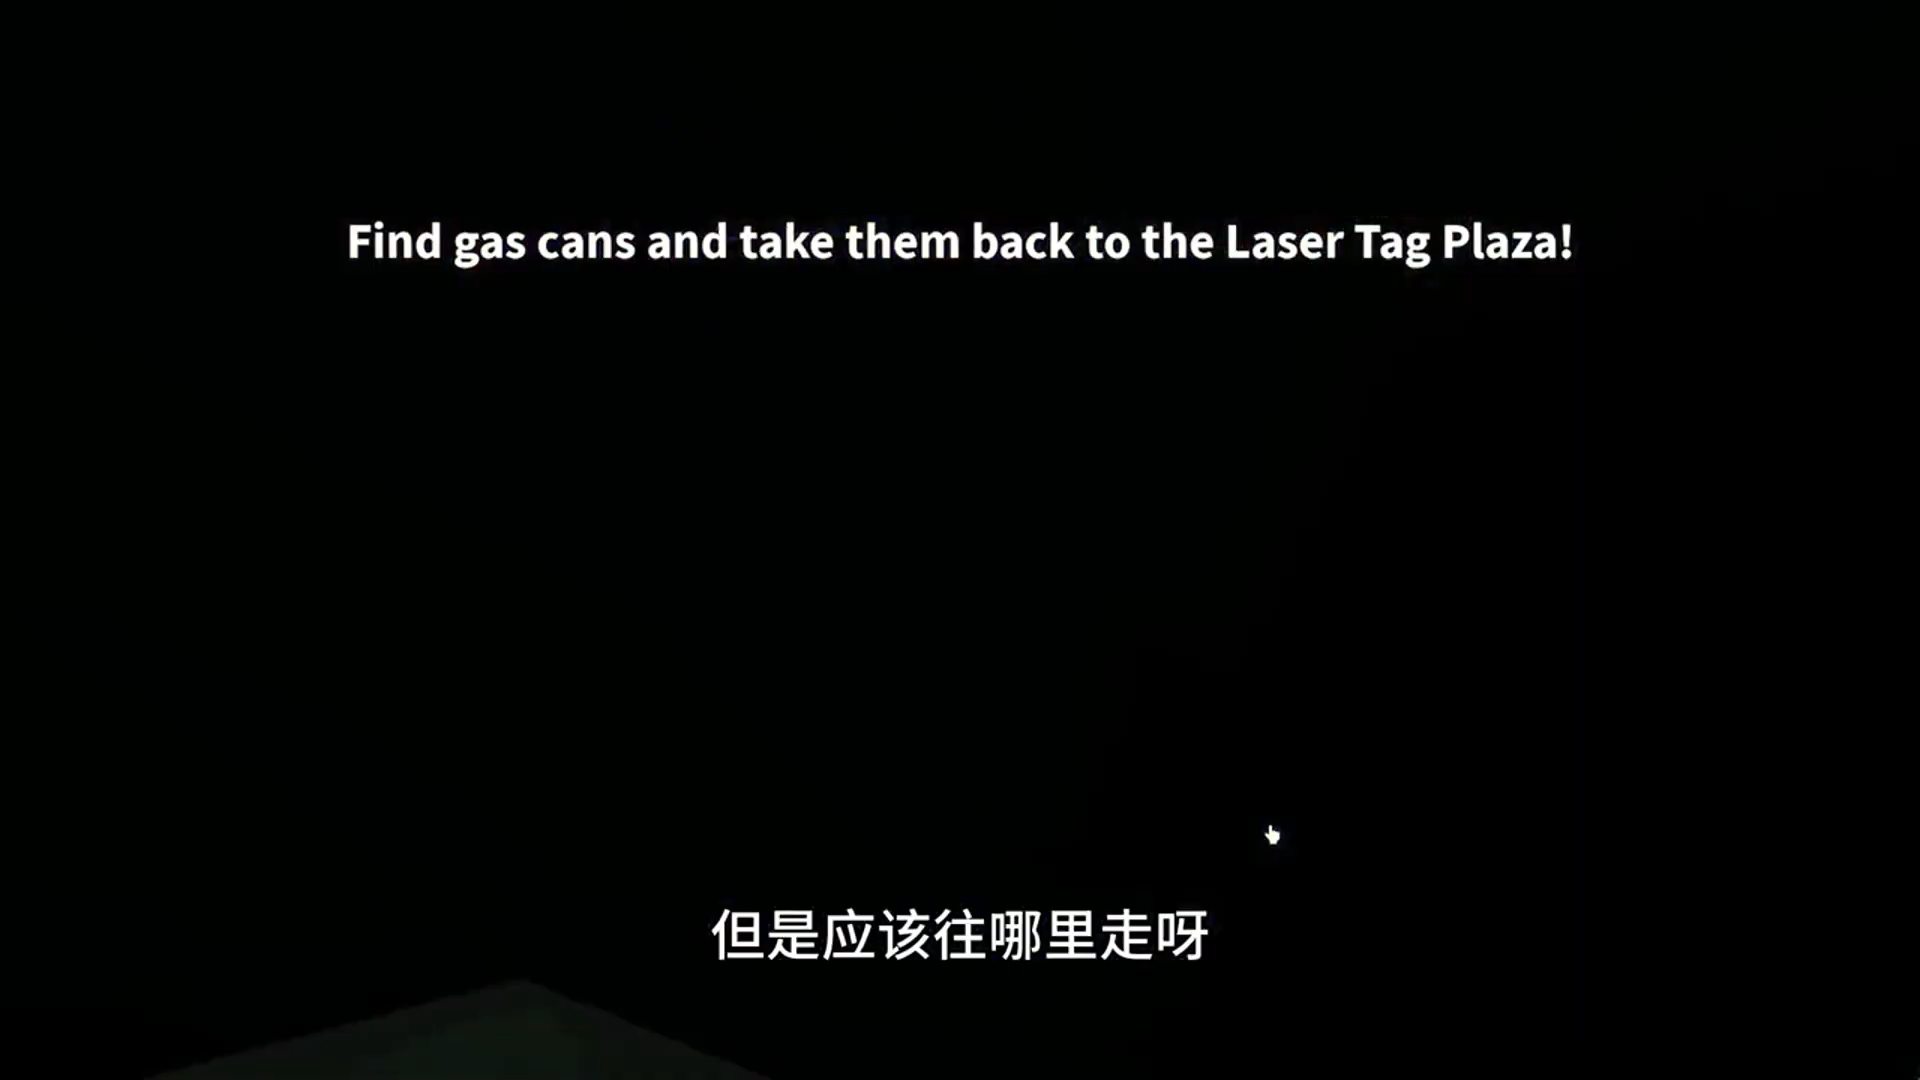 Find gas cans and take them back to the Laser Tag Plaza!
但是应该往哪里走呀